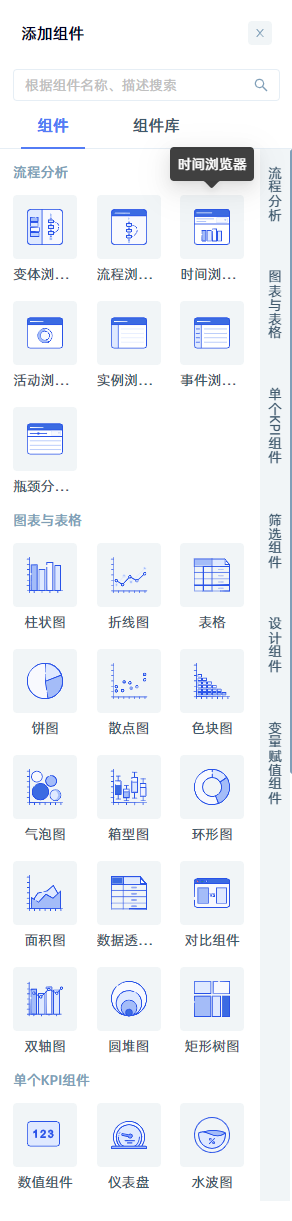 添加组件
根据组件名称、描述搜索
组件 组件库
时间浏览器
流程分析
变体浏... 流程浏... 时间浏...
活动浏... 实例浏... 事件浏...
瓶颈分...
图表与表格
柱状图 折线图 表格
饼图 散点图 色块图
气泡图 箱型图 环形图
面积图 数据透... 对比组件
双轴图 圆堆图 矩形树图
单个KPI组件
123
%
数值组件 仪表盘 水波图
流程分析
图表与表格
单个KPI组件
筛选组件
设计组件
变量赋值组件